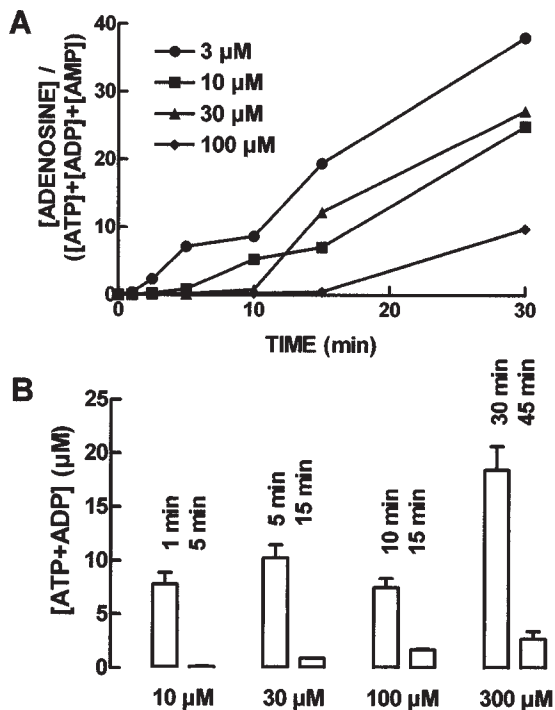 A
[ADENOSINE] /
([ATP]+[ADP]+[AMP])
40
30
20
10
0
3 µM
10 µM
30 µM
100 µM
0 10 20 30
TIME (min)
B
[ATP+ADP] (µM)
25
20
15
10
5
0
1 min
5 min
5 min
15 min
10 min
15 min
30 min
45 min
10 µM 30 µM 100 µM 300 µM